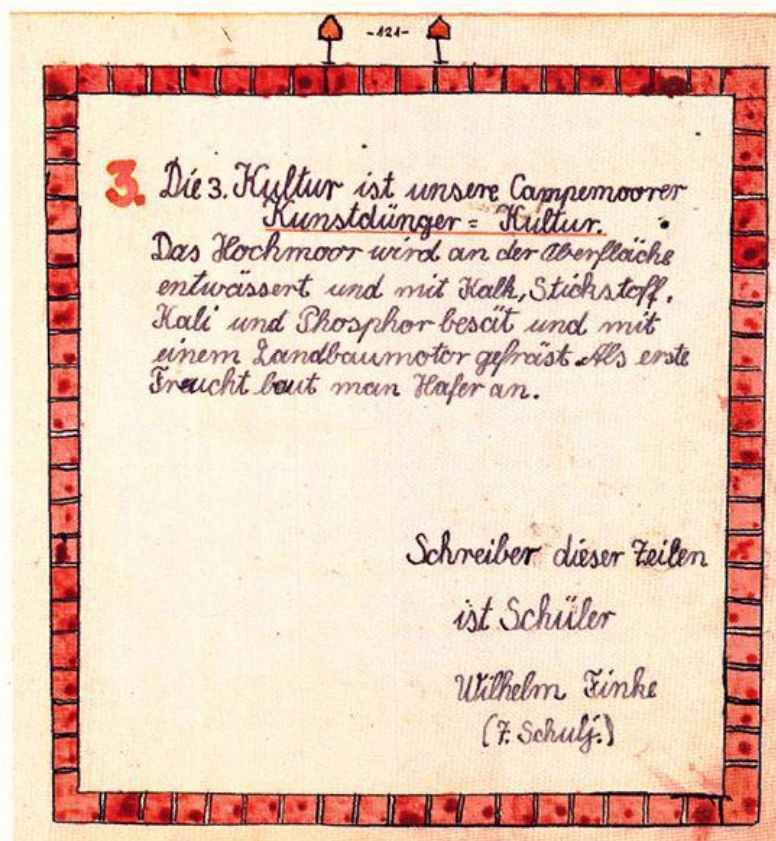 -121-
3. Die 3. Kultur ist unsere Campemoorer
Kunstdünger = Kultur.
Das Hochmoor wird an der Oberfläche
entwässert und mit Kalk, Stickstoff,
Kali und Phosphor besät und mit
einem Landbaumotor gefräst. Als erste
Freucht baut man Hafer an.
Schreiber dieser Zeilen
ist Schüler
Wilhelm Finke
(7. Schulj.)